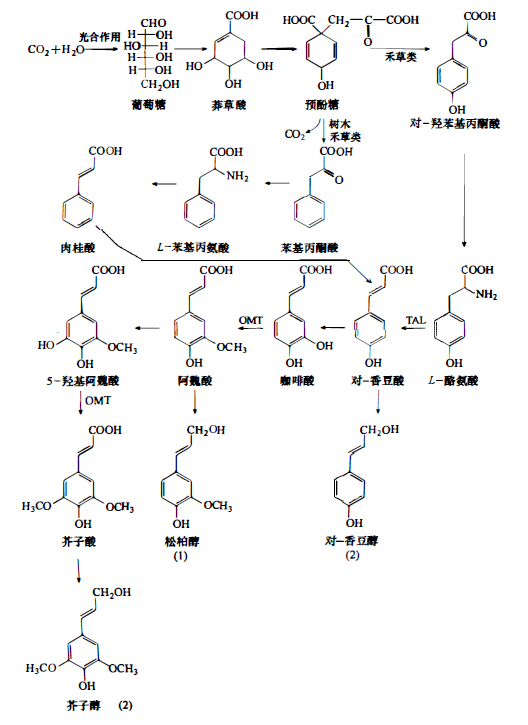 COOH
HOOC CH₂ COOH
O
COOH
O
CHO
H OH
HO H
H OH
H OH
CH₂OH
CO₂+H₂O
光合作用
COOH
HO OH
OH
OH
禾草类
OH
葡萄糖
莽草酸
预酚糖
对-羟苯基丙酮酸
CO₂
树木
禾草类
COOH
COOH
NH₂
COOH
O
肉桂酸
L-苯基丙氨酸
苯基丙酮酸
COOH
COOH
COOH
COOH
COOH
NH₂
OMT
TAL
HO OCH₃
OH
OCH₃
OH
OH
OH
OH
OH
5-羟基阿魏酸
阿魏酸
咖啡酸
对-香豆酸
L-酪氨酸
OMT
COOH
CH₂OH
CH₂OH
H₃CO OCH₃
OH
OCH₃
OH
OH
芥子酸
松柏醇
对-香豆醇
(1)
(2)
CH₂OH
H₃CO OCH₃
OH
芥子醇 (2)